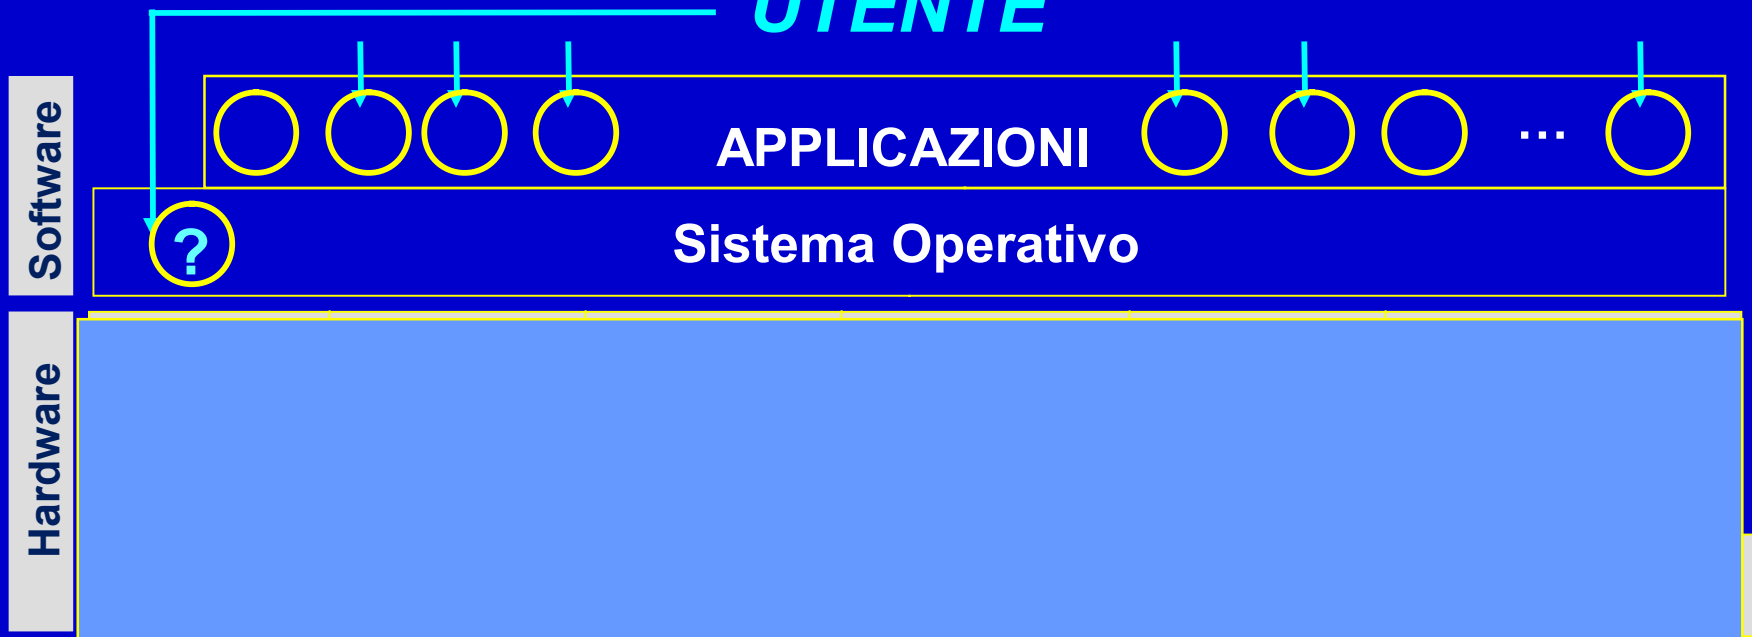 UTENTE
Software
APPLICAZIONI
...
?
Sistema Operativo
Hardware